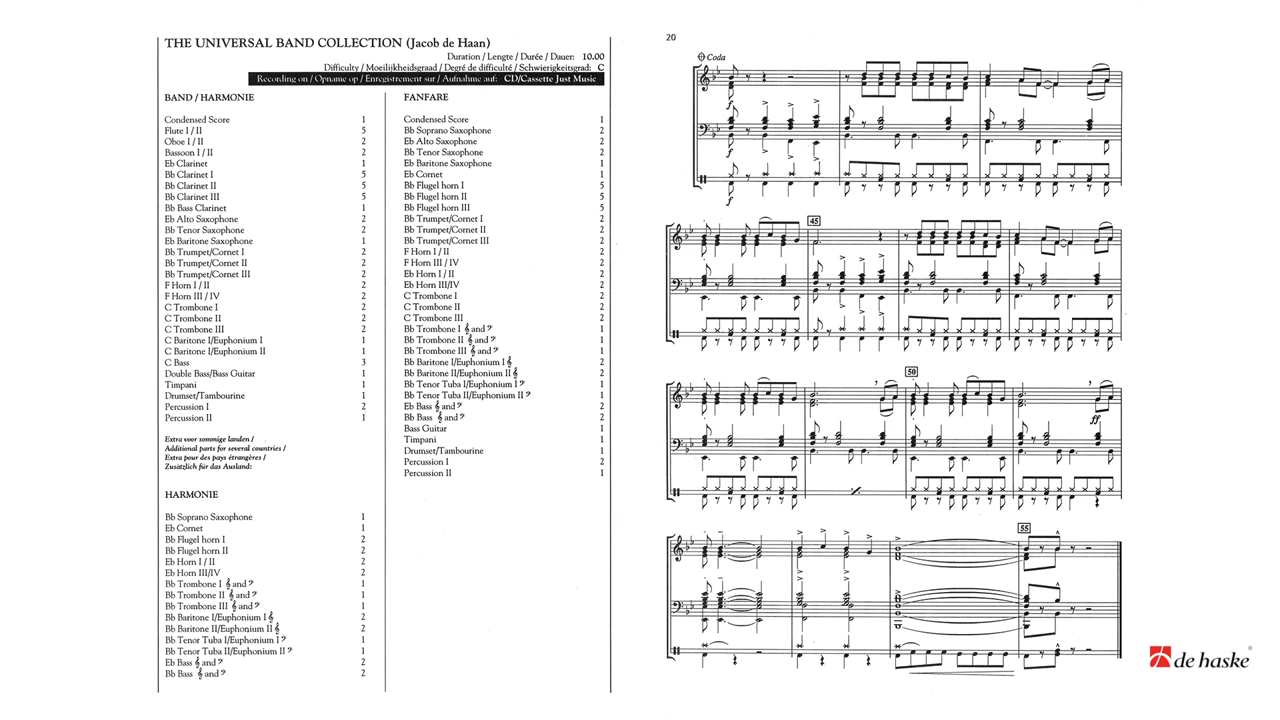 THE UNIVERSAL BAND COLLECTION (Jacob de Haan)
Duration / Lengte / Durée / Dauer: 10.00
Difficulty / Moeilijkheidsgraad / Degré de difficulté / Schwierigkeitsgrad: C
Recording on / Opname op / Enregistrement sur / Aufnahme auf: CD/Cassette Just Music
BAND / HARMONIE
Condensed Score 1
Flute I / II 5
Oboe I / II 2
Bassoon I / II 2
Eb Clarinet 1
Bb Clarinet I 5
Bb Clarinet II 5
Bb Clarinet III 5
Bb Bass Clarinet 1
Eb Alto Saxophone 2
Bb Tenor Saxophone 2
Eb Baritone Saxophone 1
Bb Trumpet/Cornet I 2
Bb Trumpet/Cornet II 2
Bb Trumpet/Cornet III 2
F Horn I / II 2
F Horn III / IV 2
C Trombone I 2
C Trombone II 2
C Trombone III 2
C Baritone I/Euphonium I 1
C Baritone I/Euphonium II 1
C Bass 3
Double Bass/Bass Guitar 1
Timpani 1
Drumset/Tambourine 1
Percussion I 2
Percussion II 1
Extra voor sommige landen /
Additional parts for several countries /
Extra pour des pays étrangères /
Zusätzlich für das Ausland:
HARMONIE
Bb Soprano Saxophone 1
Eb Cornet 1
Bb Flugel horn I 2
Bb Flugel horn II 2
Eb Horn I / II 2
Eb Horn III/IV 2
Bb Trombone I 𝄞 and 𝄢 1
Bb Trombone II 𝄞 and 𝄢 1
Bb Trombone III 𝄞 and 𝄢 1
Bb Baritone I/Euphonium I 𝄞 2
Bb Baritone II/Euphonium II 𝄞 2
Bb Tenor Tuba I/Euphonium I 𝄢 1
Bb Tenor Tuba II/Euphonium II 𝄢 1
Eb Bass 𝄞 and 𝄢 2
Bb Bass 𝄞 and 𝄢 2
FANFARE
Condensed Score 1
Bb Soprano Saxophone 2
Eb Alto Saxophone 2
Bb Tenor Saxophone 2
Eb Baritone Saxophone 1
Eb Cornet 1
Bb Flugel horn I 5
Bb Flugel horn II 5
Bb Flugel horn III 5
Bb Trumpet/Cornet I 2
Bb Trumpet/Cornet II 2
Bb Trumpet/Cornet III 2
F Horn I / II 2
F Horn III / IV 2
Eb Horn I / II 2
Eb Horn III/IV 2
C Trombone I 2
C Trombone II 2
C Trombone III 2
Bb Trombone I 𝄞 and 𝄢 1
Bb Trombone II 𝄞 and 𝄢 1
Bb Trombone III 𝄞 and 𝄢 1
Bb Baritone I/Euphonium I 𝄞 2
Bb Baritone II/Euphonium II 𝄞 2
Bb Tenor Tuba I/Euphonium I 𝄢 1
Bb Tenor Tuba II/Euphonium II 𝄢 1
Eb Bass 𝄞 and 𝄢 2
Bb Bass 𝄞 and 𝄢 2
Bass Guitar 1
Timpani 1
Drumset/Tambourine 1
Percussion I 2
Percussion II 1
20
Coda
f
f
f
45
50
ff
55
de haske®